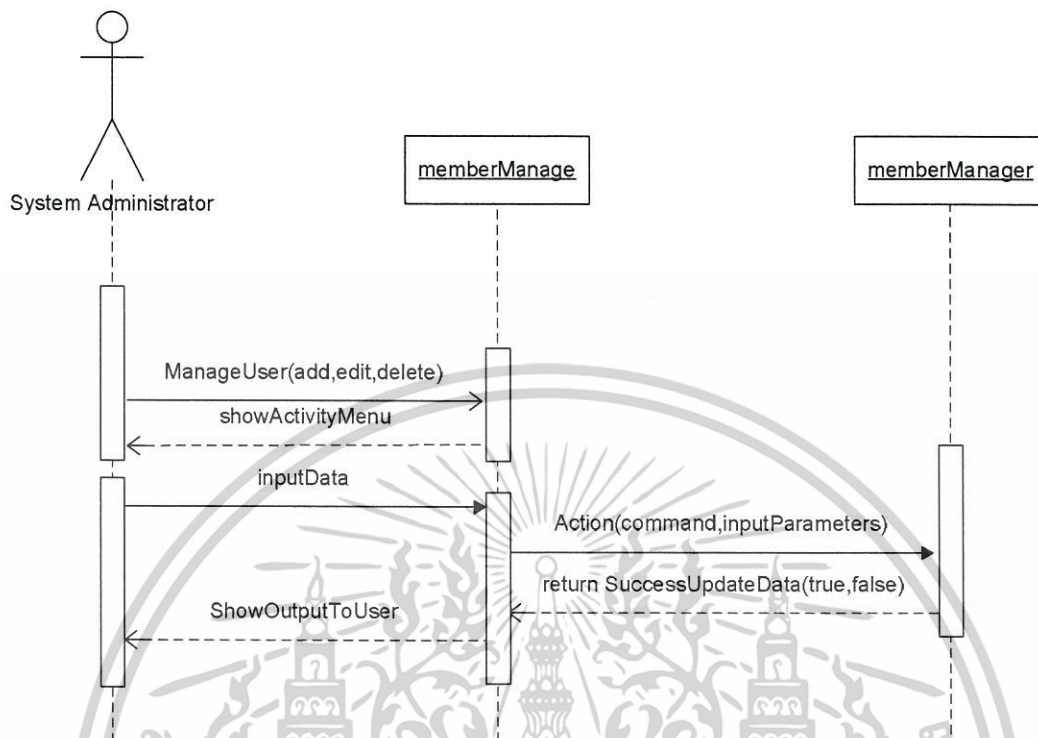 memberManage
memberManager
System Administrator
ManageUser(add,edit,delete)
showActivityMenu
inputData
Action(command,inputParameters)
return SuccessUpdateData(true,false)
ShowOutputToUser